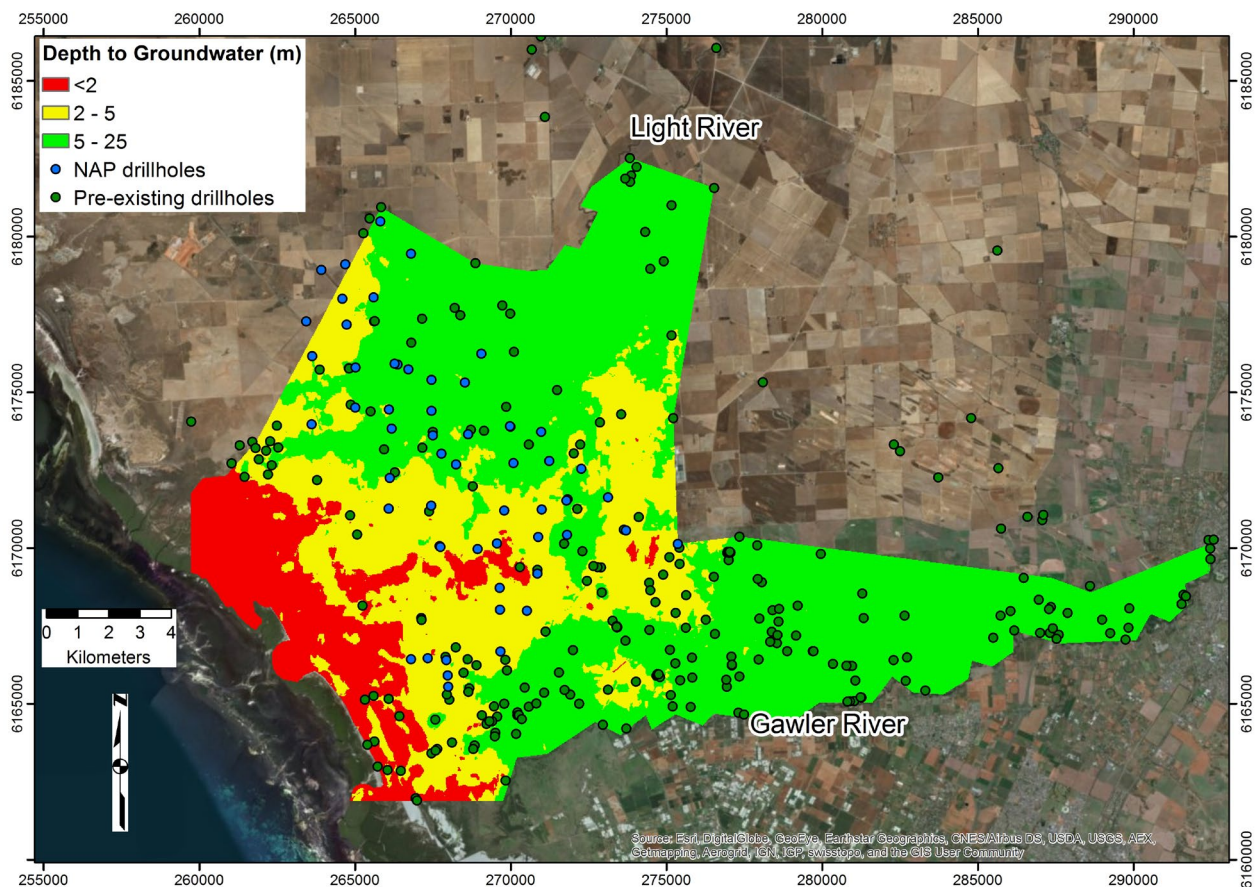 255000 260000 265000 270000 275000 280000 285000 290000
Depth to Groundwater (m)
<2
2 - 5
5 - 25
NAP drillholes
Pre-existing drillholes
6185000
6185000
Light River
6180000
6180000
6175000
6175000
6170000
6170000
0 1 2 3 4
Kilometers
6165000
6165000
Gawler River
Source: Esri, DigitalGlobe, GeoEye, Earthstar Geographics, CNES/Airbus DS, USDA, USGS, AEX,
Getmapping, Aerogrid, IGN, IGP, swisstopo, and the GIS User Community
6160000
255000 260000 265000 270000 275000 280000 285000 290000